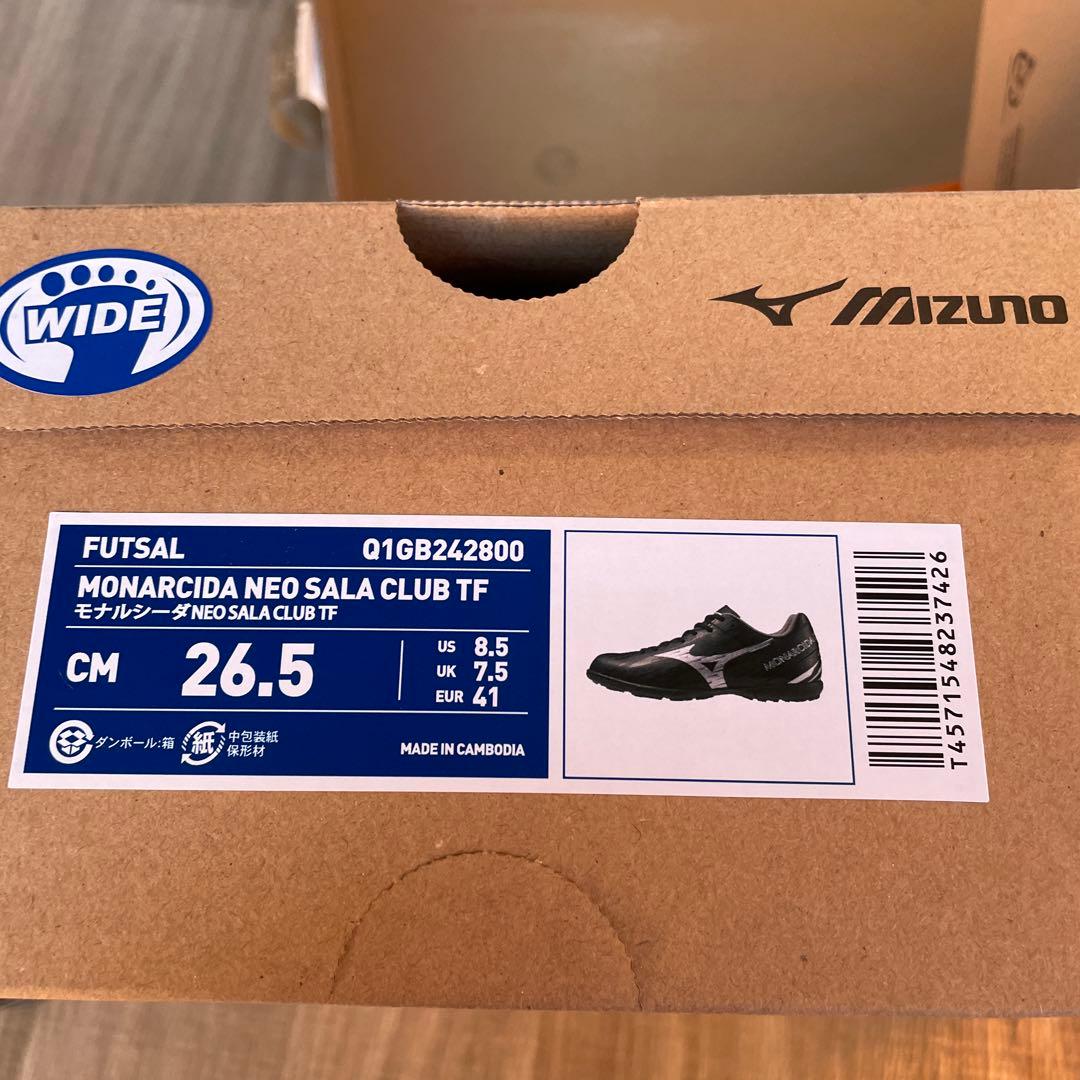 WIDE
MIZUNO
FUTSAL Q1GB242800
MONARCIDA NEO SALA CLUB TF
モナルシーダNEO SALA CLUB TF
CM 26.5
US 8.5
UK 7.5
EUR 41
ダンボール:箱
紙 中包装紙
保形材
MADE IN CAMBODIA
MONARCIDA
T4571548237426